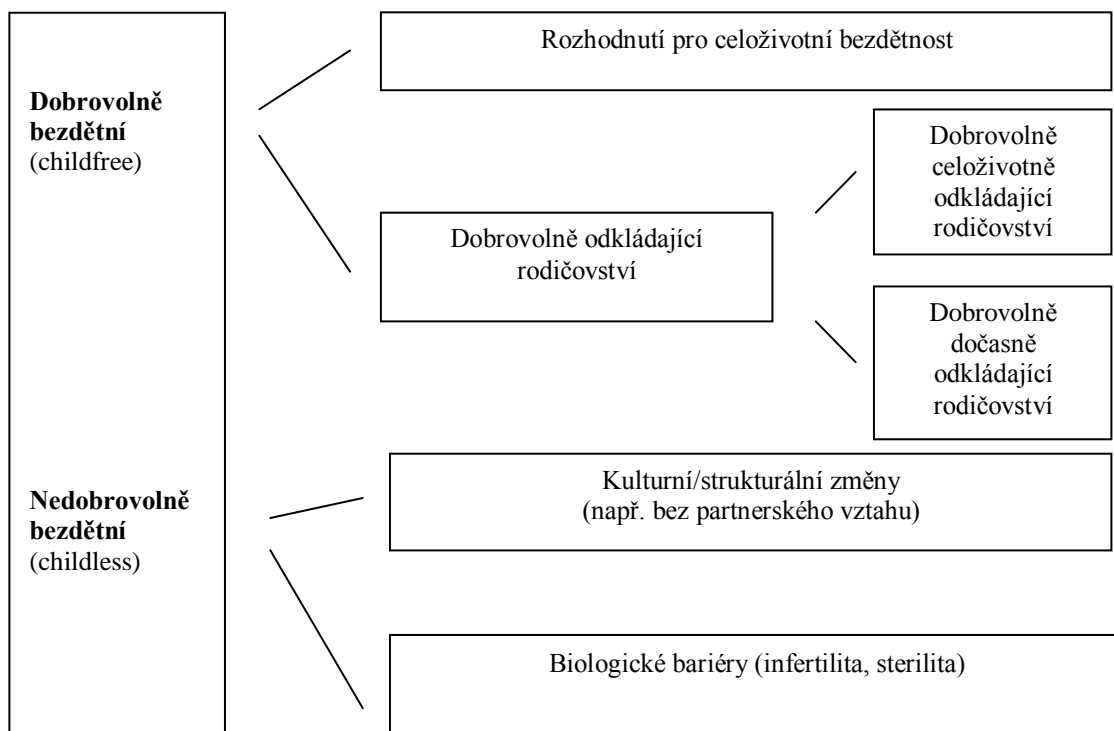 Rozhodnutí pro celoživotní bezdětnost
Dobrovolně
bezdětní
(childfree)
Dobrovolně
celoživotně
odkládající
rodičovství
Dobrovolně odkládající
rodičovství
Dobrovolně
dočasně
odkládající
rodičovství
Nedobrovolně
bezdětní
(childless)
Kulturní/strukturální změny
(např. bez partnerského vztahu)
Biologické bariéry (infertilita, sterilita)